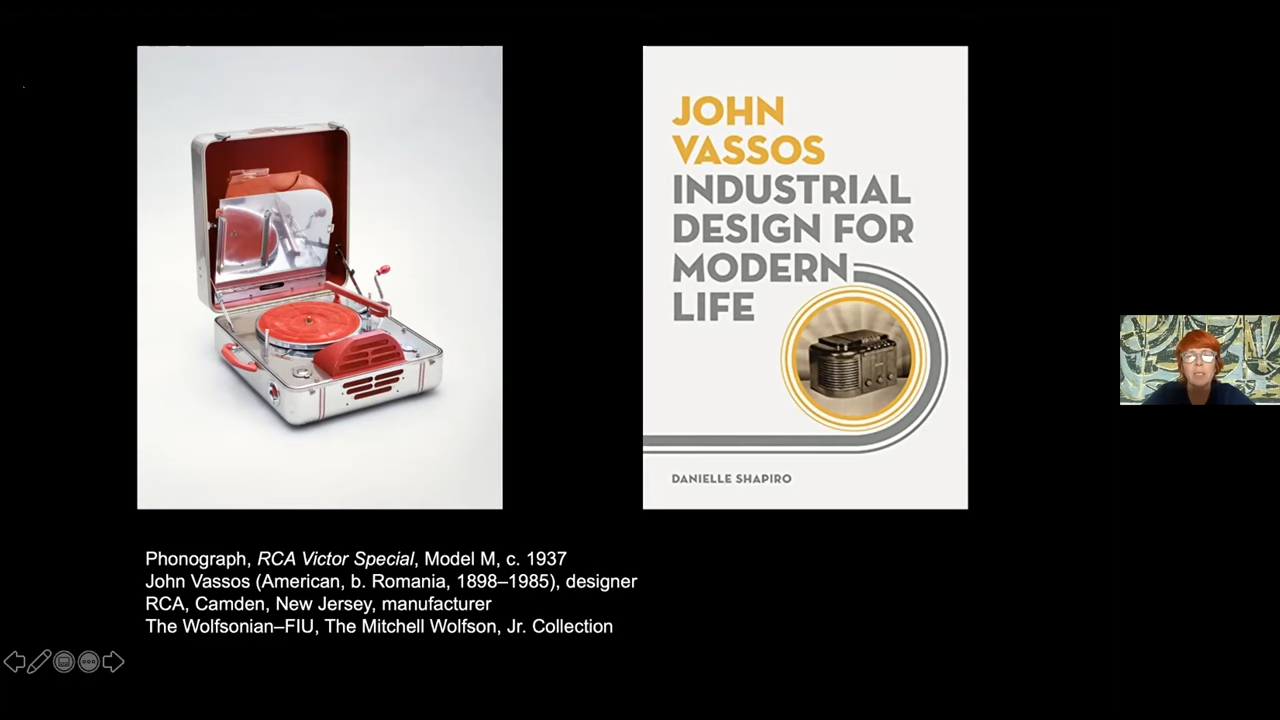 JOHN
VASSOS
INDUSTRIAL
DESIGN FOR
MODERN
LIFE
DANIELLE SHAPIRO
Phonograph, RCA Victor Special, Model M, c. 1937
John Vassos (American, b. Romania, 1898–1985), designer
RCA, Camden, New Jersey, manufacturer
The Wolfsonian–FIU, The Mitchell Wolfson, Jr. Collection